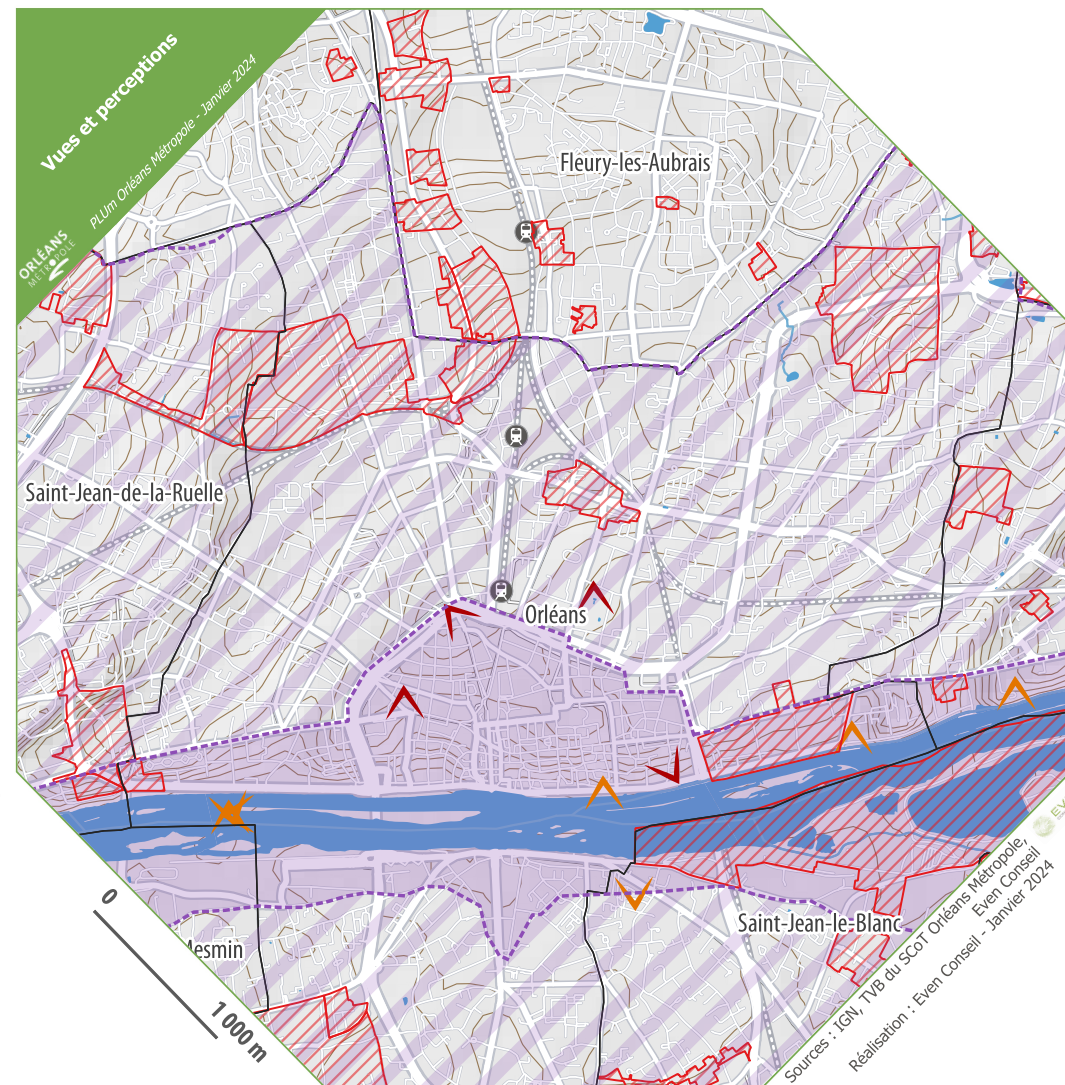 Vues et perceptions
PLUm Orléans Métropole - Janvier 2024
ORLÉANS
MÉTROPOLE
Fleury-les-Aubrais
Saint-Jean-de-la-Ruelle
Orléans
Saint-Jean-le-Blanc
Mesmin
0
1 000 m
Sources : IGN, TVB du SCoT Orléans Métropole,
Even Conseil
Réalisation : Even Conseil - Janvier 2024